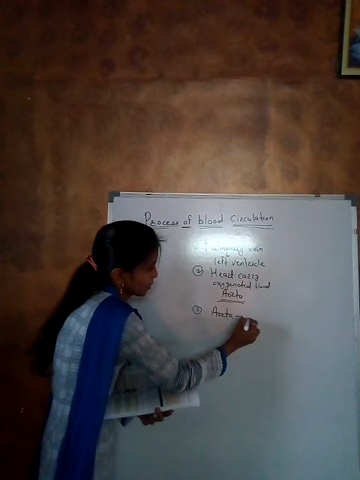 Process of blood circulation
Pulmonary vein
left ventricle
② Heart carry
oxygenated blood
Aorta
③ Aorta →